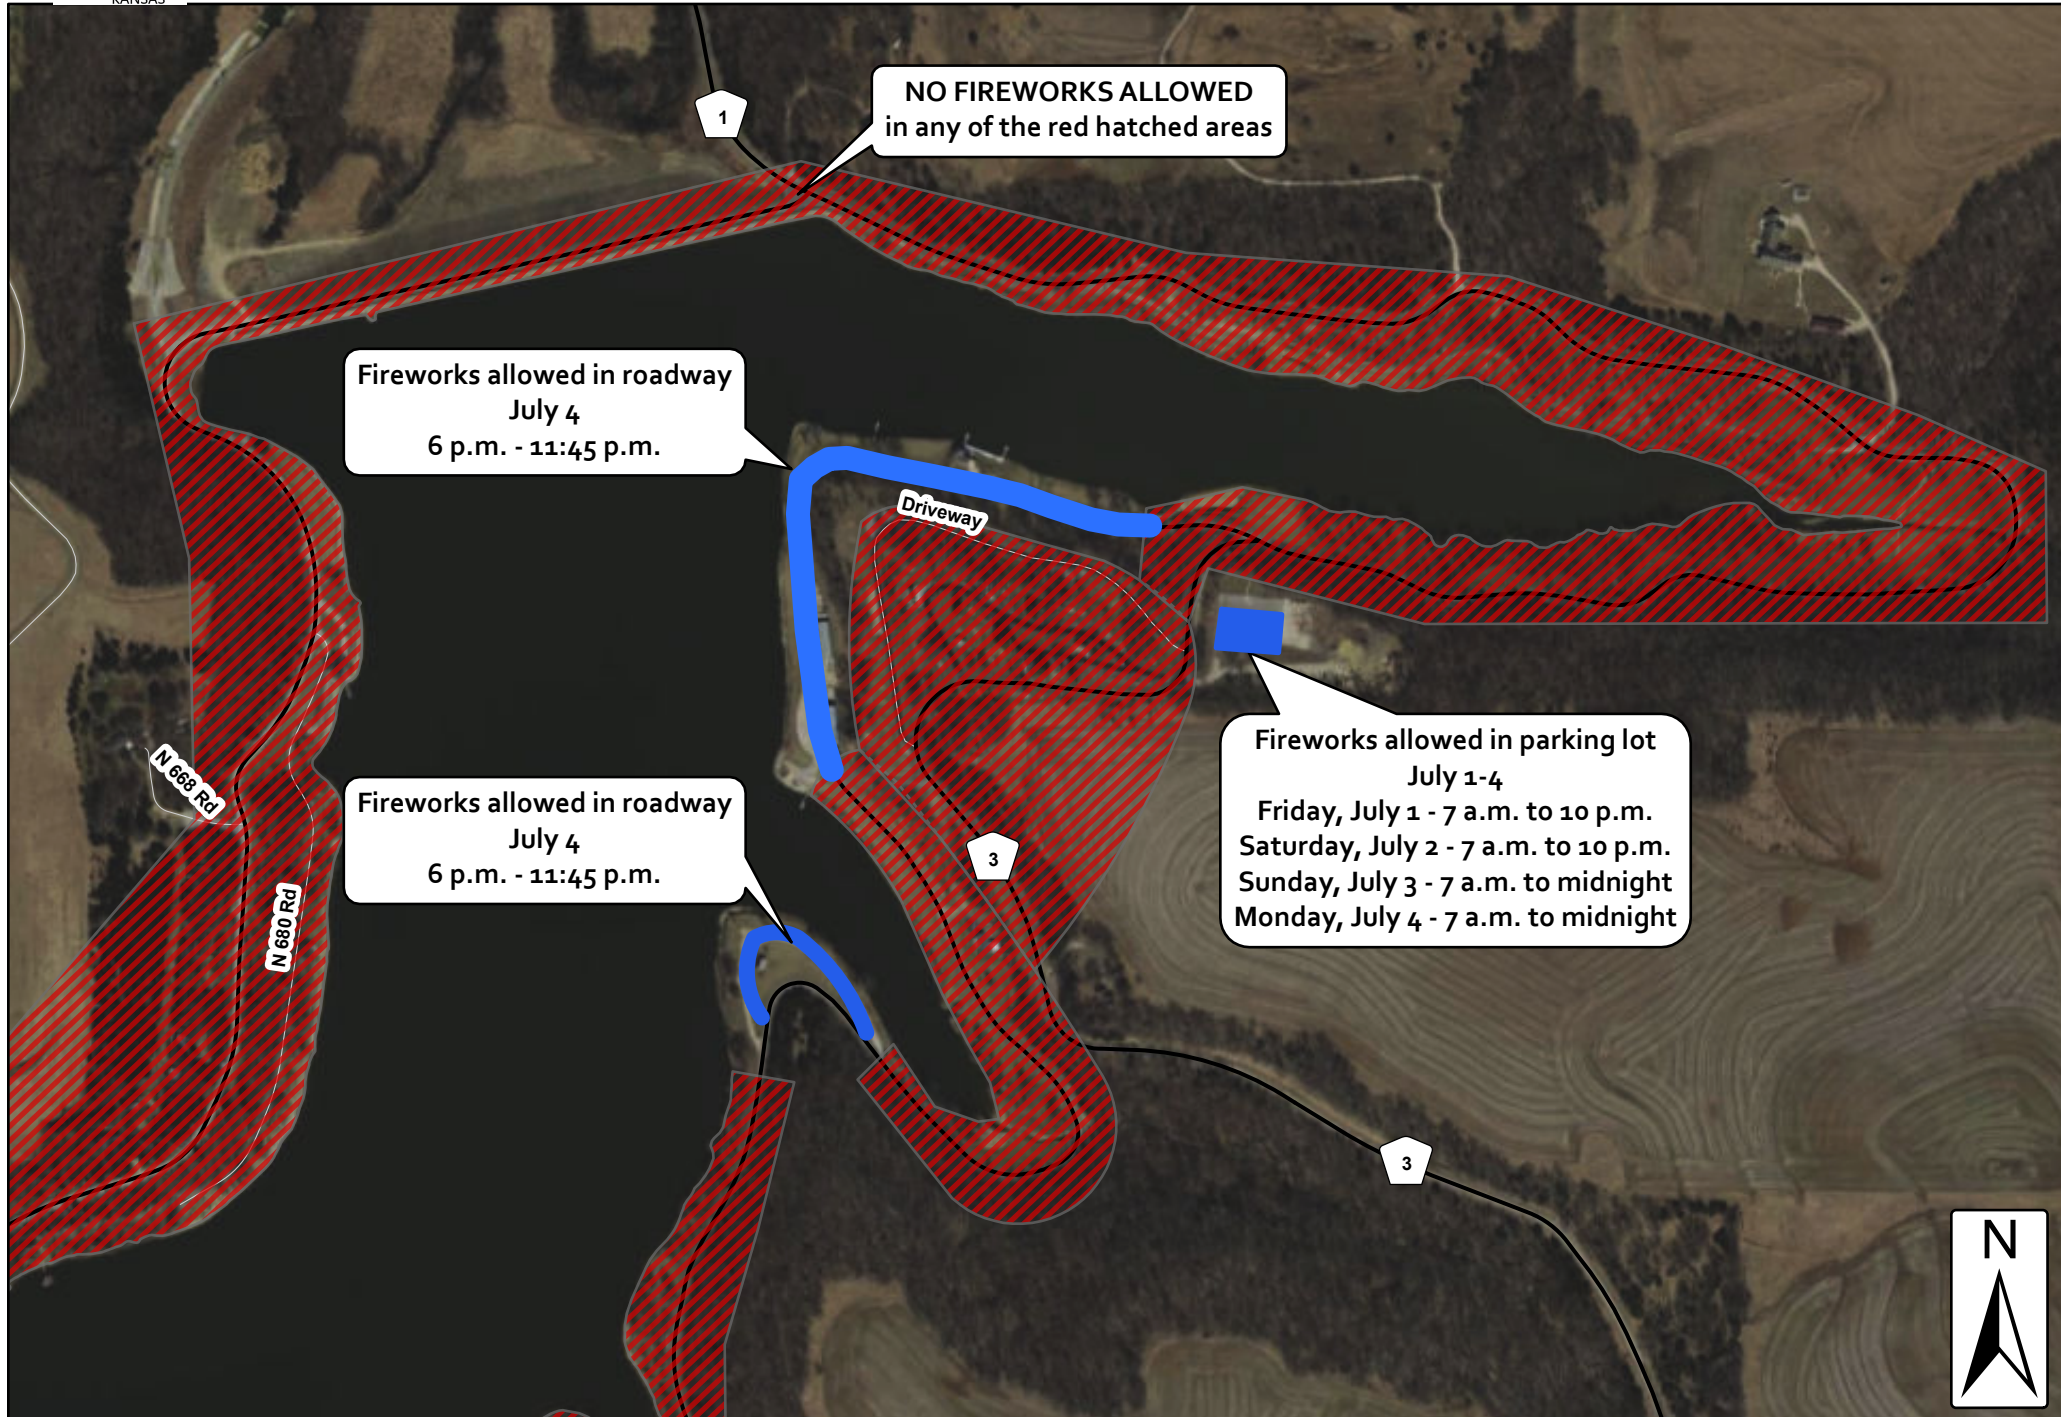 KANSAS
1
NO FIREWORKS ALLOWED
in any of the red hatched areas
Fireworks allowed in roadway
July 4
6 p.m. - 11:45 p.m.
Driveway
Fireworks allowed in parking lot
July 1-4
Friday, July 1 - 7 a.m. to 10 p.m.
Saturday, July 2 - 7 a.m. to 10 p.m.
Sunday, July 3 - 7 a.m. to midnight
Monday, July 4 - 7 a.m. to midnight
N 668 Rd
Fireworks allowed in roadway
July 4
6 p.m. - 11:45 p.m.
3
N 680 Rd
3
N